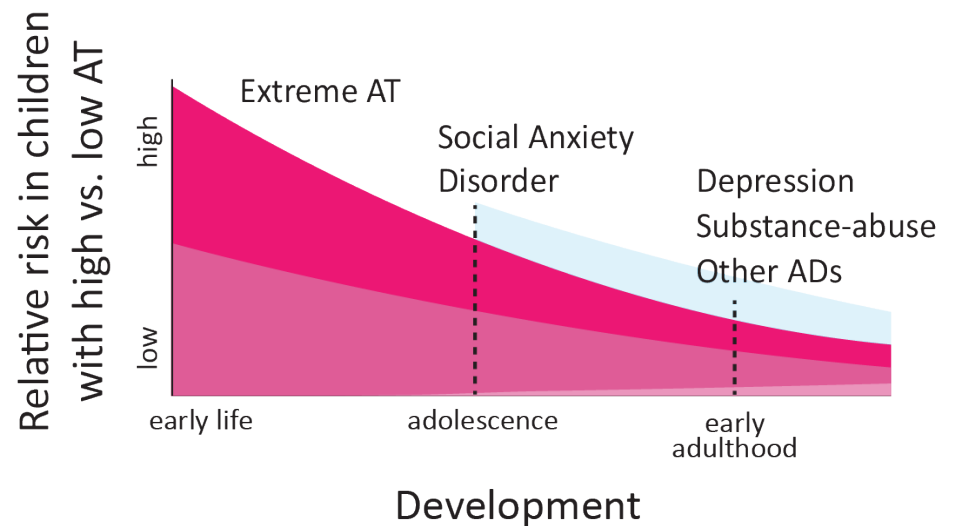 Relative risk in children
with high vs. low AT
high
low
Extreme AT
Social Anxiety
Disorder
Depression
Substance-abuse
Other ADs
early life
adolescence
early
adulthood
Development